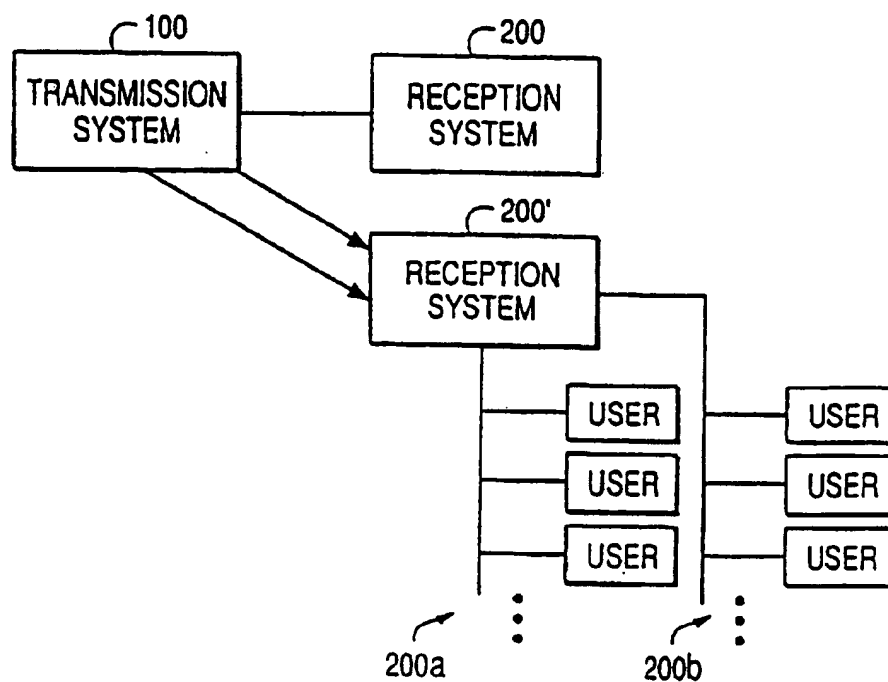 100
TRANSMISSION
SYSTEM
200
RECEPTION
SYSTEM
200'
RECEPTION
SYSTEM
USER
USER
USER
USER
USER
USER
200a
200b